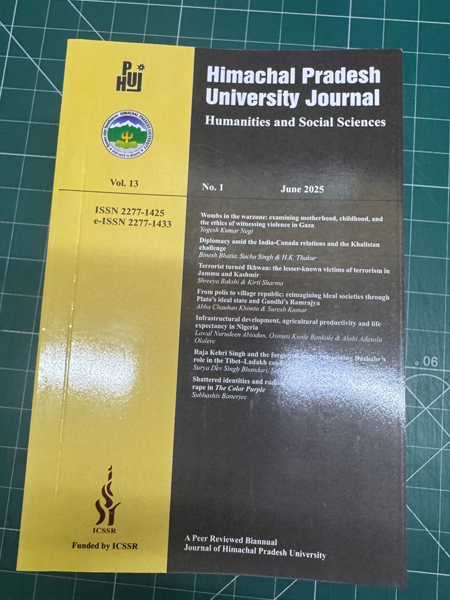 P
HUJ
Himachal Pradesh
University Journal
Humanities and Social Sciences
Vol. 13
No. 1
June 2025
ISSN 2277-1425
e-ISSN 2277-1433
Wombs in the warzone: examining motherhood, childhood, and
the ethics of witnessing violence in Gaza
Yogesh Kumar Negi
Diplomacy amid the India-Canada relations and the Khalistan
challenge
Binesh Bhatia, Sucha Singh & H.K. Thakur
Terrorist turned Ikhwan: the lesser-known victims of terrorism in
Jammu and Kashmir
Shreeya Bakshi & Kirti Sharma
From polis to village republic: reimagining ideal societies through
Plato's ideal state and Gandhi's Ramrajya
Abha Chauhan Khimta & Suresh Kumar
Infrastructural development, agricultural productivity and life
expectancy in Nigeria
Lawal Nurudeen Abiodun, Osimosi Kunle Bankole & Alabi Adesola
Olalere
Raja Kehri Singh and the Bushahr's
role in the Tibet-Ladakh
Surya Dev Singh Bhandari,
Shattered identities and
rape in The Color Purple
Subhashis Banerjee
ICSSR
Funded by ICSSR
A Peer Reviewed Biannual
Journal of Himachal Pradesh University
06